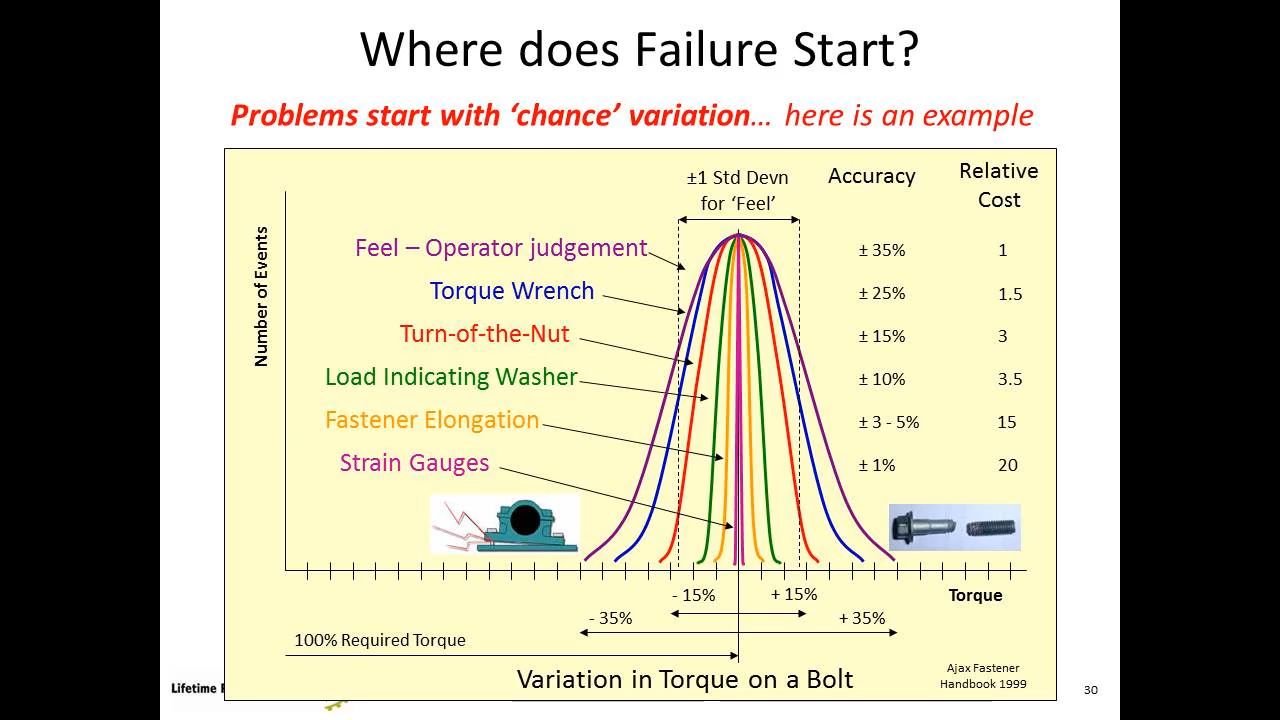 Where does Failure Start?
Problems start with ‘chance’ variation… here is an example
±1 Std Devn
for ‘Feel’
Accuracy
Relative
Cost
Number of Events
Feel – Operator judgement
± 35%
1
Torque Wrench
± 25%
1.5
Turn-of-the-Nut
± 15%
3
Load Indicating Washer
± 10%
3.5
Fastener Elongation
± 3 - 5%
15
Strain Gauges
± 1%
20
- 15%
+ 15%
Torque
- 35%
+ 35%
100% Required Torque
Variation in Torque on a Bolt
Ajax Fastener
Handbook 1999
Lifetime
30